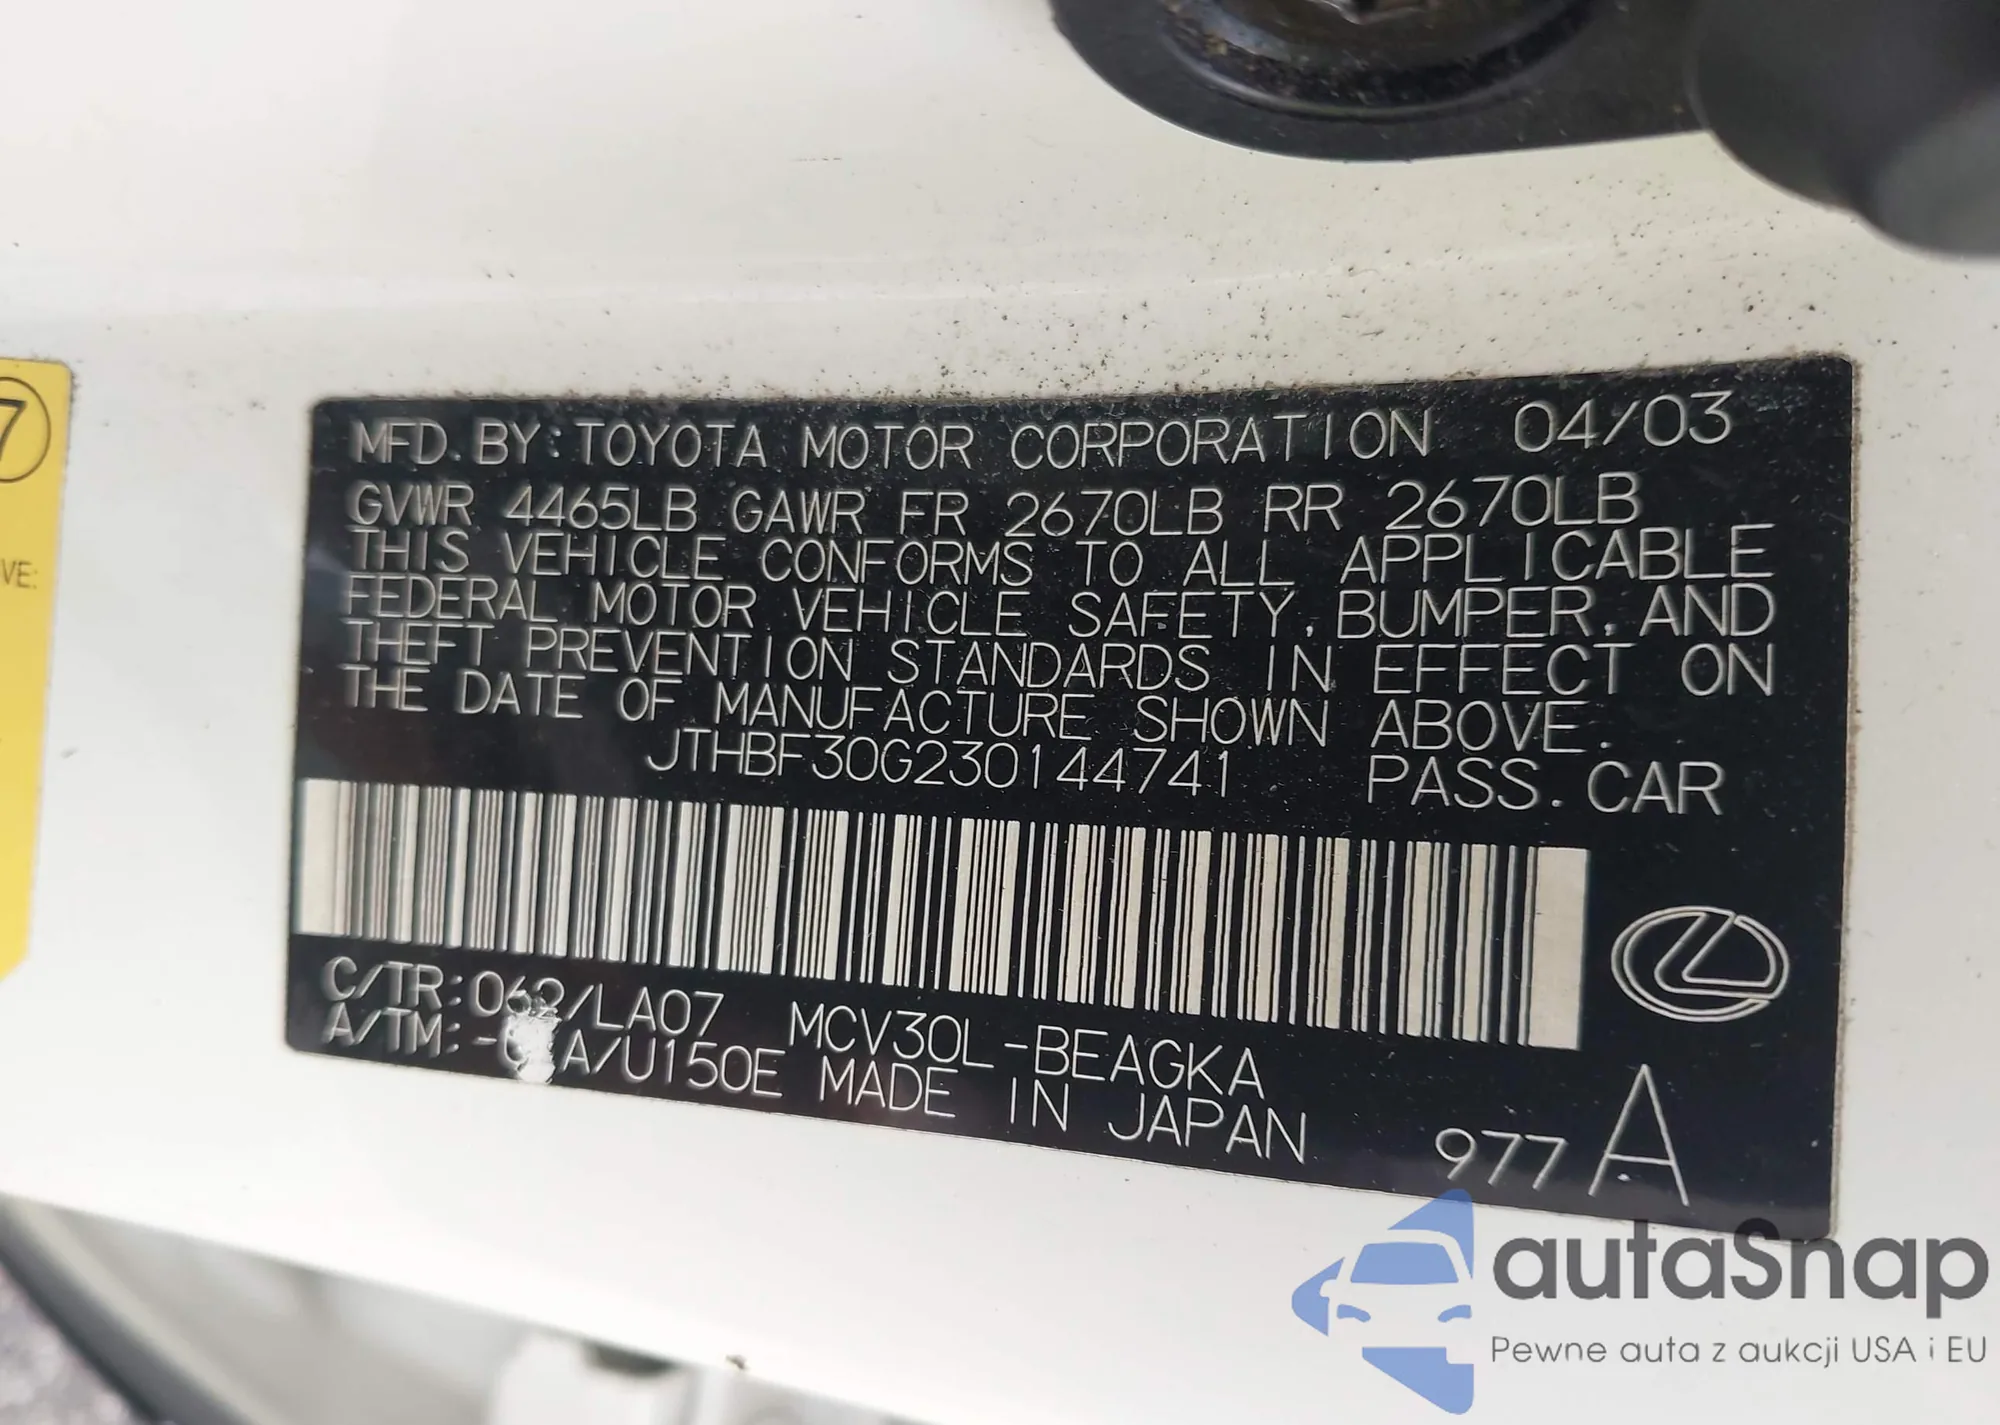 7
VE:
MFD. BY: TOYOTA MOTOR CORPORATION 04/03
GVWR 4465LB GAWR FR 2670LB RR 2670LB
THIS VEHICLE CONFORMS TO ALL APPLICABLE
FEDERAL MOTOR VEHICLE SAFETY, BUMPER, AND
THEFT PREVENTION STANDARDS IN EFFECT ON
THE DATE OF MANUFACTURE SHOWN ABOVE.
JTHBF30G230144741 PASS. CAR
C/TR: 062/LA07 MCV30L-BEAGKA
A/TM: A/U150E MADE IN JAPAN
977 A
autaSnap
Pewne auta z aukcji USA i EU